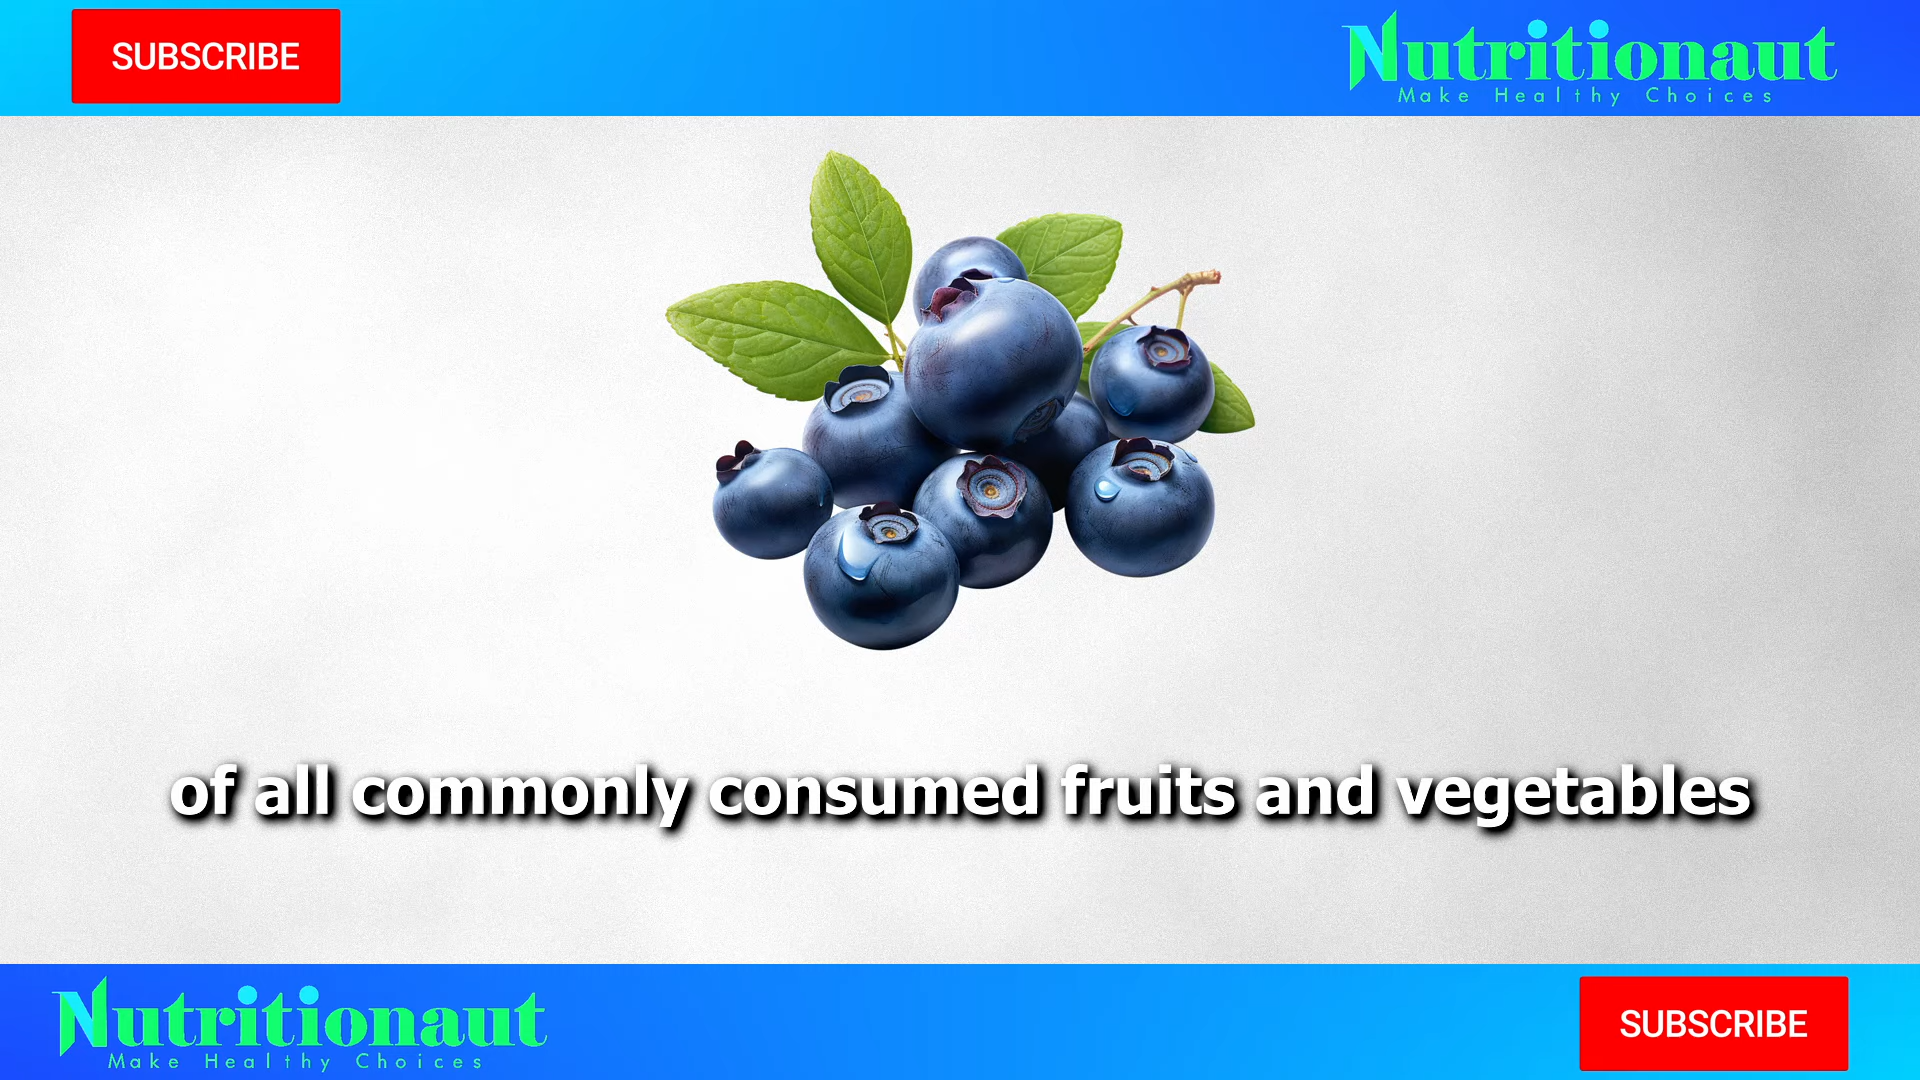 SUBSCRIBE
Nutritionaut
Make Healthy Choices
of all commonly consumed fruits and vegetables
Nutritionaut
Make Healthy Choices
SUBSCRIBE